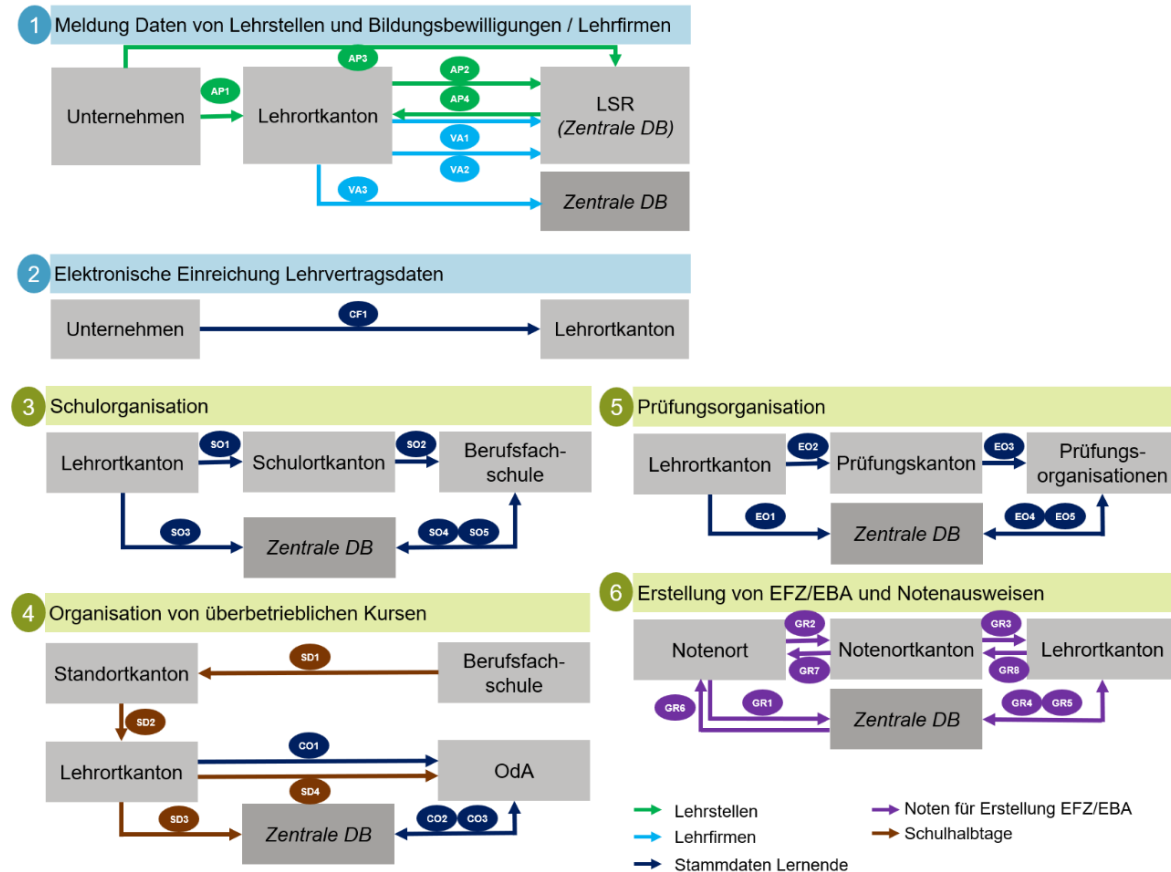 1 Meldung Daten von Lehrstellen und Bildungsbewilligungen / Lehrfirmen
AP3
AP2
Unternehmen
AP1
Lehrortkanton
AP4
LSR
(Zentrale DB)
VA1
VA2
VA3
Zentrale DB
2 Elektronische Einreichung Lehrvertragsdaten
Unternehmen
CF1
Lehrortkanton
3 Schulorganisation
Lehrortkanton
SO1
Schulortkanton
SO2
Berufsfach-
schule
SO3
Zentrale DB
SO4 SO5
4 Organisation von überbetrieblichen Kursen
Standortkanton
SD1
Berufsfach-
schule
SD2
Lehrortkanton
CO1
SD4
OdA
SD3
Zentrale DB
CO2 CO3
5 Prüfungsorganisation
Lehrortkanton
EO2
Prüfungskanton
EO3
Prüfungs-
organisationen
EO1
Zentrale DB
EO4 EO5
6 Erstellung von EFZ/EBA und Notenausweisen
Notenort
GR2
GR7
Notenortkanton
GR3
GR8
Lehrortkanton
GR6
GR1
Zentrale DB
GR4 GR5
Lehrstellen
Lehrfirmen
Stammdaten Lernende
Noten für Erstellung EFZ/EBA
Schulhalbtage